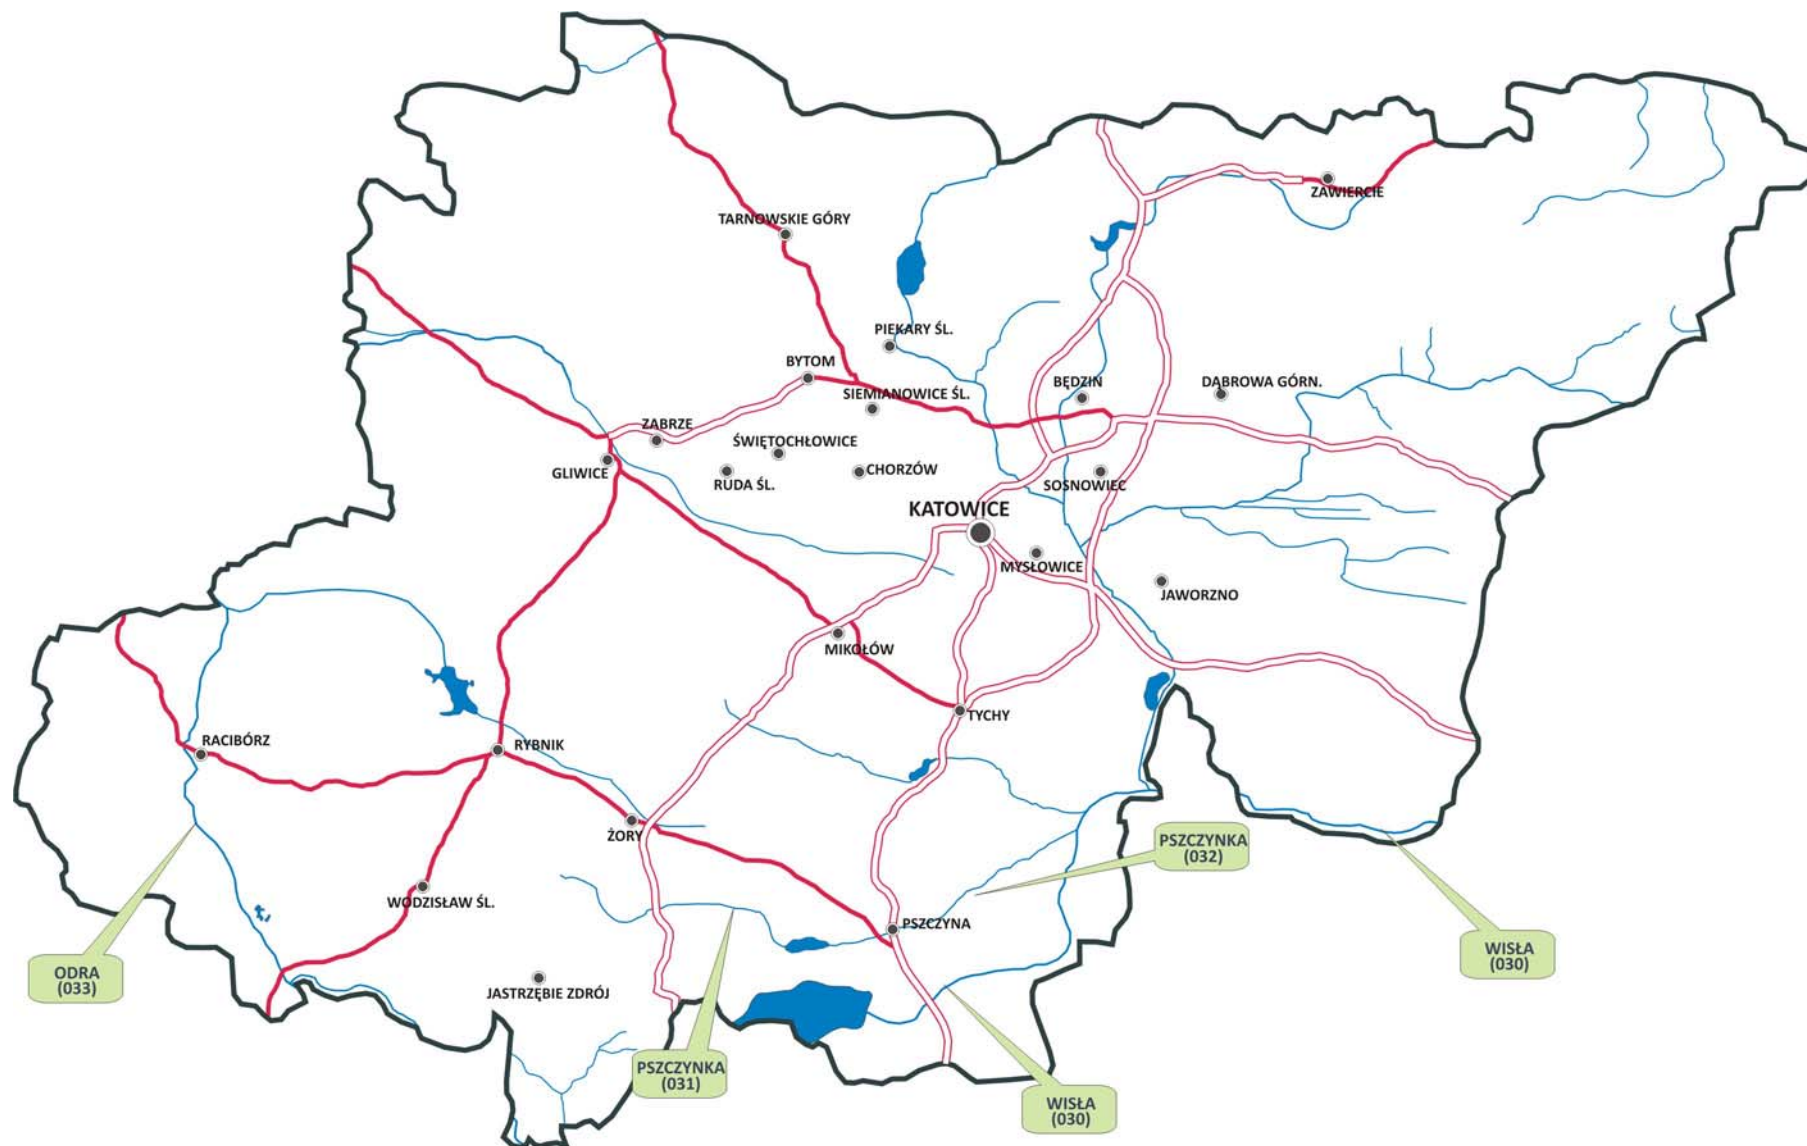 ZAWIERCIE
TARNOWSKIE GÓRY
PIEKARY ŚL.
BYTOM
SIEMIANOWICE ŚL.
BĘDZIN
DĄBROWA GÓRN.
ZABRZE
ŚWIĘTOCHŁOWICE
GLIWICE
RUDA ŚL.
CHORZÓW
SOSNOWIEC
KATOWICE
MYSŁOWICE
JAWORZNO
MIKOŁÓW
TYCHY
RACIBÓRZ
RYBNIK
ŻORY
PSZCZYNKA
(032)
WODZISŁAW ŚL.
PSZCZYNA
WISŁA
(030)
ODRA
(033)
JASTRZĘBIE ZDRÓJ
PSZCZYNKA
(031)
WISŁA
(030)